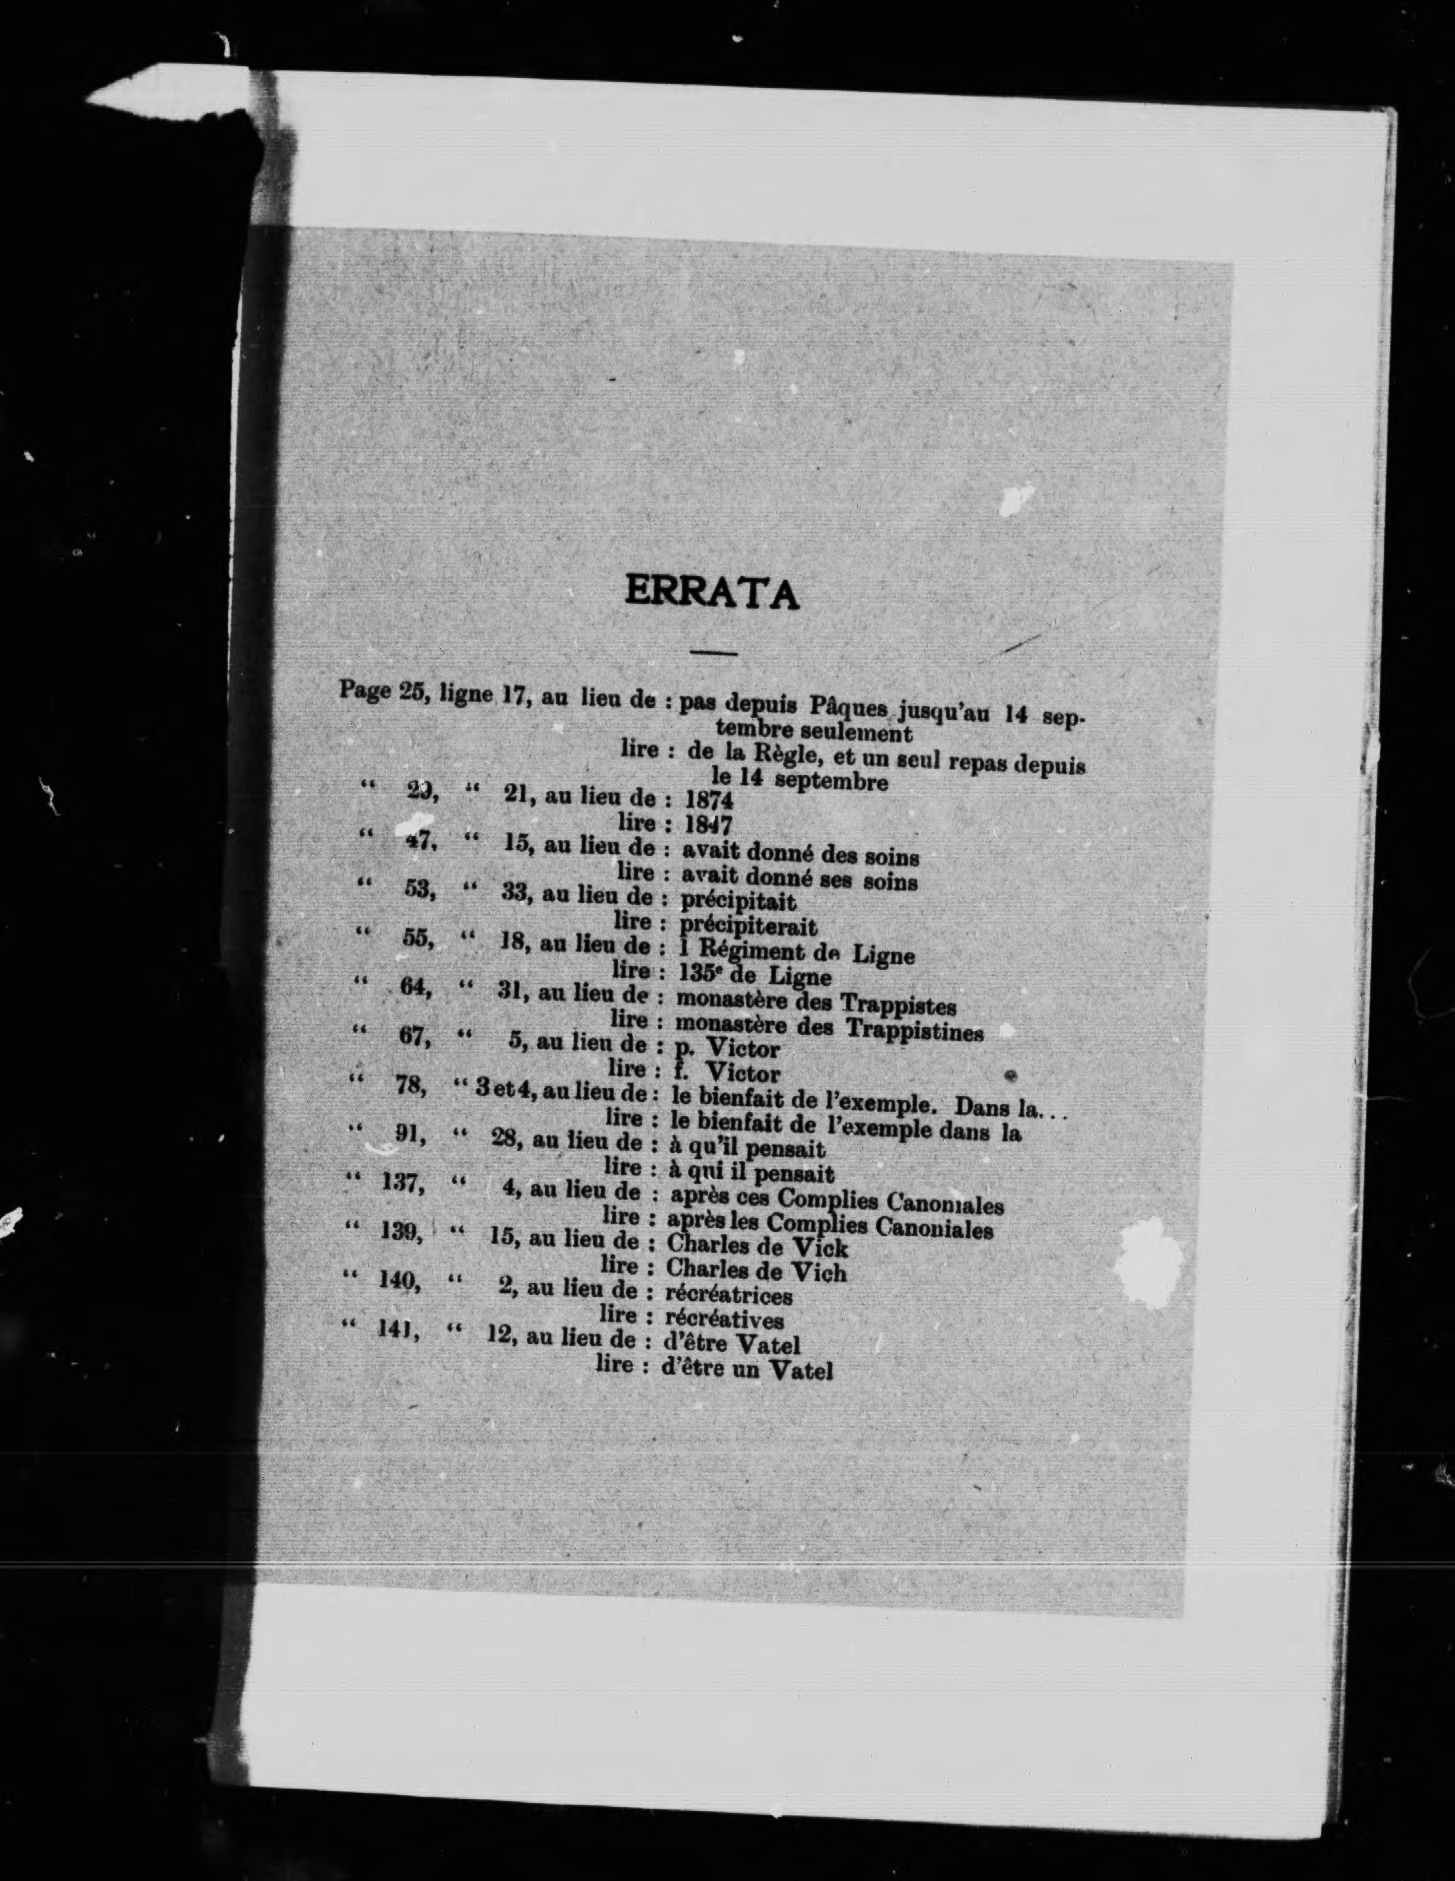 ERRATA
Page 25, ligne 17, au lieu de : pas depuis Pâques jusqu'au 14 sep-
tembre seulement
lire : de la Règle, et un seul repas depuis
le 14 septembre
“ 29, “ 21, au lieu de : 1874
lire : 1847
“ 47, “ 15, au lieu de : avait donné des soins
lire : avait donné ses soins
“ 53, “ 33, au lieu de : précipitait
lire : précipiterait
“ 55, “ 18, au lieu de : 1 Régiment de Ligne
lire : 135e de Ligne
“ 64, “ 31, au lieu de : monastère des Trappistes
lire : monastère des Trappistines
“ 67, “ 5, au lieu de : p. Victor
lire : f. Victor
“ 78, “ 3 et 4, au lieu de : le bienfait de l'exemple. Dans la...
lire : le bienfait de l'exemple dans la
“ 91, “ 28, au lieu de : à qu'il pensait
lire : à qui il pensait
“ 137, “ 4, au lieu de : après ces Complies Canoniales
lire : après les Complies Canoniales
“ 139, “ 15, au lieu de : Charles de Vick
lire : Charles de Vich
“ 140, “ 2, au lieu de : récréatrices
lire : récréatives
“ 141, “ 12, au lieu de : d'être Vatel
lire : d'être un Vatel